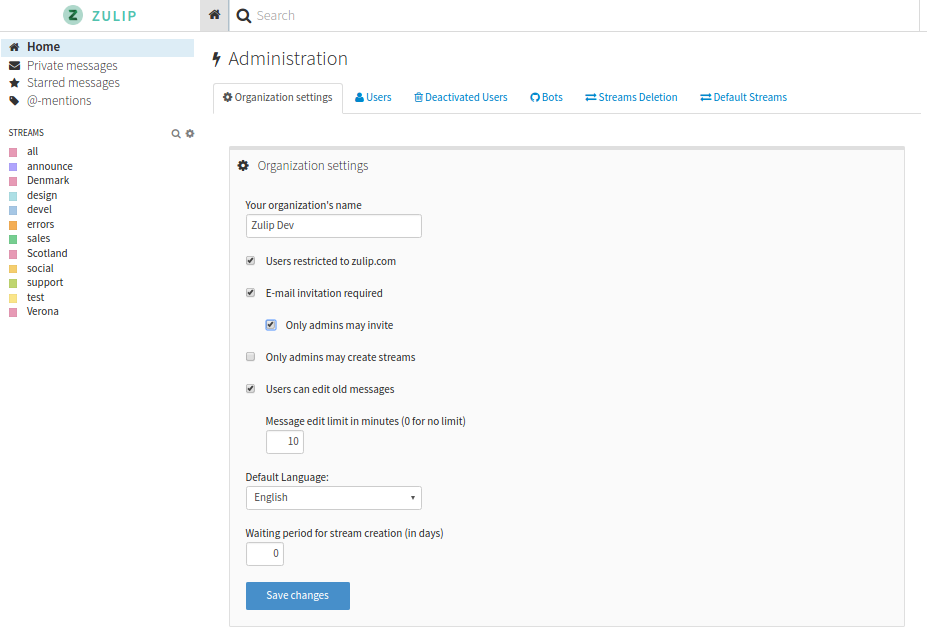 Z ZULIP
Search
Home
Private messages
Starred messages
@-mentions
STREAMS
all
announce
Denmark
design
devel
errors
sales
Scotland
social
support
test
Verona
Administration
Organization settings Users Deactivated Users Bots Streams Deletion Default Streams
Organization settings
Your organization's name
Zulip Dev
Users restricted to zulip.com
E-mail invitation required
Only admins may invite
Only admins may create streams
Users can edit old messages
Message edit limit in minutes (0 for no limit)
10
Default Language:
English
Waiting period for stream creation (in days)
0
Save changes